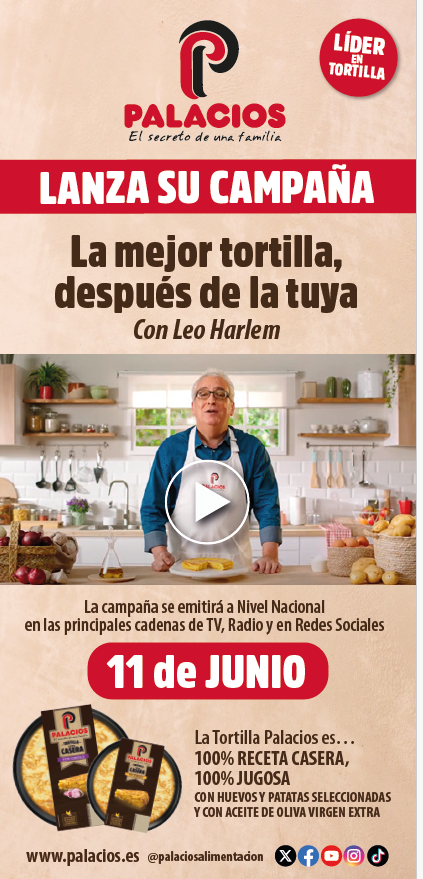 LÍDER
EN
TORTILLA
PALACIOS
El secreto de una familia
LANZA SU CAMPAÑA
La mejor tortilla,
después de la tuya
Con Leo Harlem
PALACIOS
La campaña se emitirá a Nivel Nacional
en las principales cadenas de TV, Radio y en Redes Sociales
11 de JUNIO
PALACIOS
CASERA
PALACIOS
CASERA
La Tortilla Palacios es...
100% RECETA CASERA,
100% JUGOSA
CON HUEVOS Y PATATAS SELECCIONADAS
Y CON ACEITE DE OLIVA VIRGEN EXTRA
www.palacios.es @palaciosalimentacion